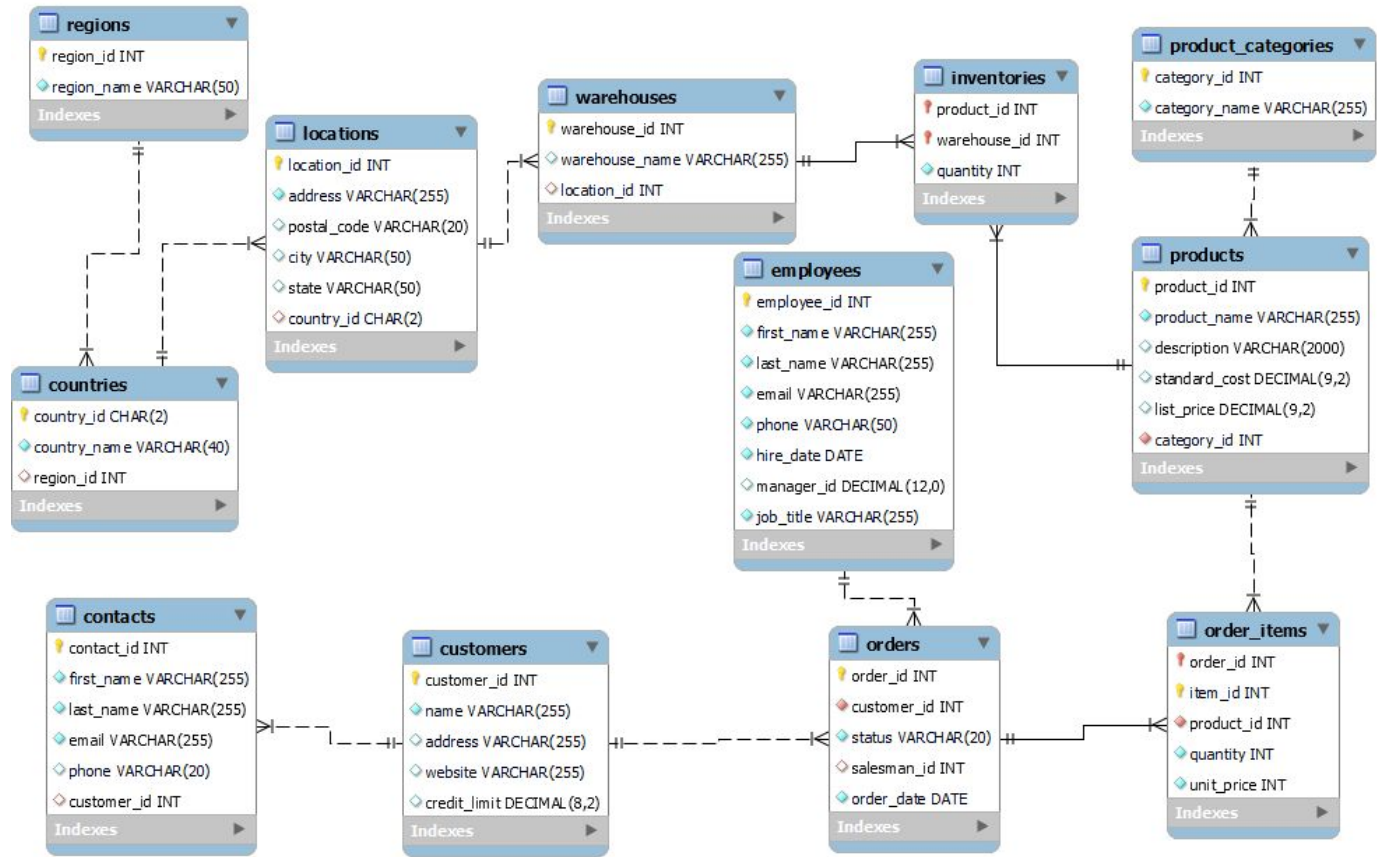 regions
region_id INT
region_name VARCHAR(50)
Indexes
locations
location_id INT
address VARCHAR(255)
postal_code VARCHAR(20)
city VARCHAR(50)
state VARCHAR(50)
country_id CHAR(2)
Indexes
warehouses
warehouse_id INT
warehouse_name VARCHAR(255)
location_id INT
Indexes
inventories
product_id INT
warehouse_id INT
quantity INT
Indexes
product_categories
category_id INT
category_name VARCHAR(255)
Indexes
countries
country_id CHAR(2)
country_name VARCHAR(40)
region_id INT
Indexes
employees
employee_id INT
first_name VARCHAR(255)
last_name VARCHAR(255)
email VARCHAR(255)
phone VARCHAR(50)
hire_date DATE
manager_id DECIMAL(12,0)
job_title VARCHAR(255)
Indexes
products
product_id INT
product_name VARCHAR(255)
description VARCHAR(2000)
standard_cost DECIMAL(9,2)
list_price DECIMAL(9,2)
category_id INT
Indexes
contacts
contact_id INT
first_name VARCHAR(255)
last_name VARCHAR(255)
email VARCHAR(255)
phone VARCHAR(20)
customer_id INT
Indexes
customers
customer_id INT
name VARCHAR(255)
address VARCHAR(255)
website VARCHAR(255)
credit_limit DECIMAL(8,2)
Indexes
orders
order_id INT
customer_id INT
status VARCHAR(20)
salesman_id INT
order_date DATE
Indexes
order_items
order_id INT
item_id INT
product_id INT
quantity INT
unit_price INT
Indexes